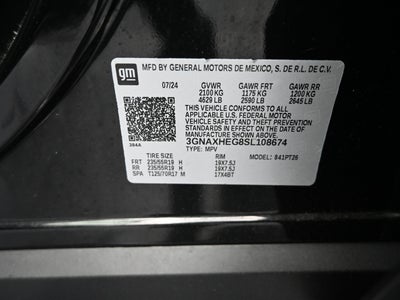 gm
MFD BY GENERAL MOTORS DE MEXICO, S. DE R.L. DE C.V.
07/24 GVWR GAWR FRT GAWR RR
2100 KG 1175 KG 1200 KG
4629 LB 2590 LB 2645 LB
THIS VEHICLE CONFORMS TO ALL
APPLICABLE U.S. FEDERAL MOTOR
VEHICLE SAFETY AND THEFT PREVENTION
STANDARDS IN EFFECT ON THE DATE OF
MANUFACTURE SHOWN ABOVE.
3GNAXHEG8SL108674
TYPE: MPV MODEL: 841PT26
TIRE SIZE RIM
FRT 235/55R19 H 19X7.5J
RR 235/55R19 H 19X7.5J
SPA T125/70R17 M 17X4BT